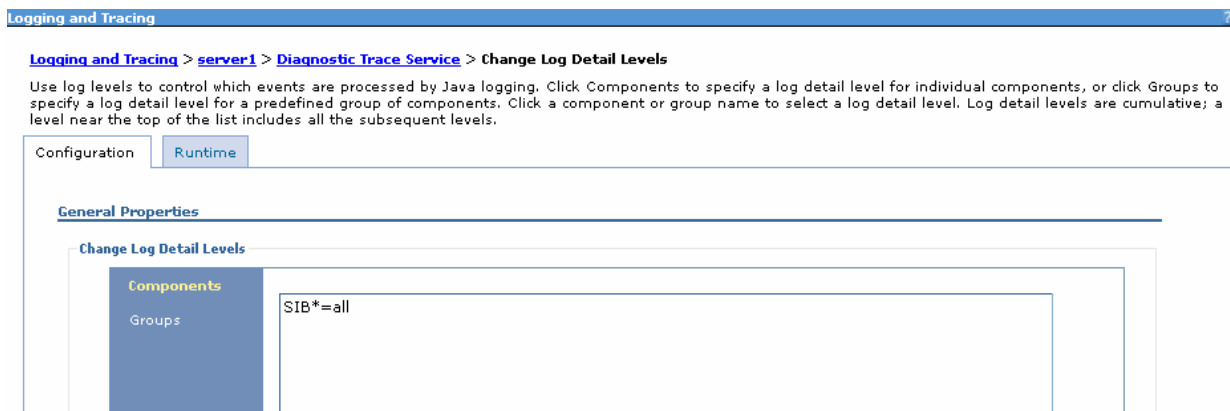 Logging and Tracing
?
Logging and Tracing > server1 > Diagnostic Trace Service > Change Log Detail Levels
Use log levels to control which events are processed by Java logging. Click Components to specify a log detail level for individual components, or click Groups to
specify a log detail level for a predefined group of components. Click a component or group name to select a log detail level. Log detail levels are cumulative; a
level near the top of the list includes all the subsequent levels.
Configuration
Runtime
General Properties
Change Log Detail Levels
Components
Groups
SIB*=all